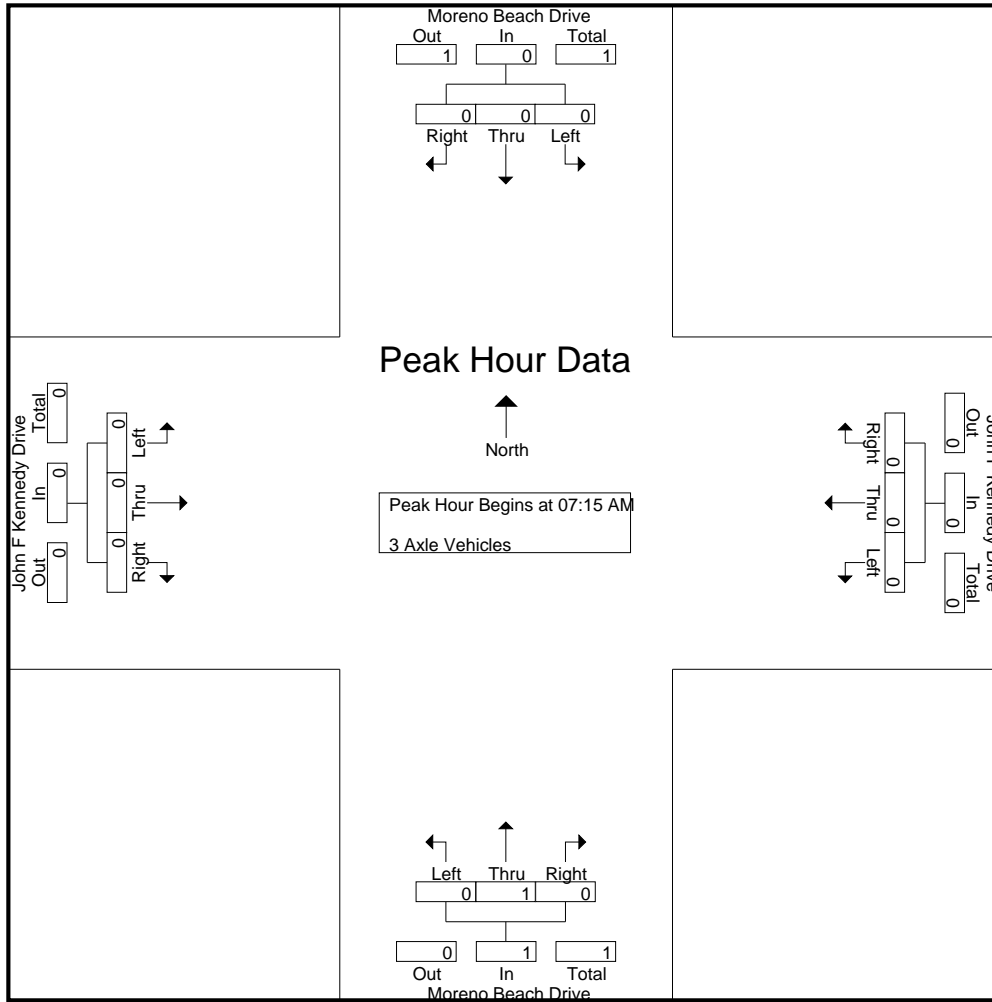 Moreno Beach Drive
Out In Total
1 0 1
0 0 0
Right Thru Left
Peak Hour Data
North
Peak Hour Begins at 07:15 AM
3 Axle Vehicles
John F Kennedy Drive
Out In Total
0 0 0
Left Thru Right
0 0 0
John F Kennedy Drive
Out In Total
0 0 0
Right Thru Left
0 0 0
Left Thru Right
0 1 0
0 1 1
Out In Total
Moreno Beach Drive